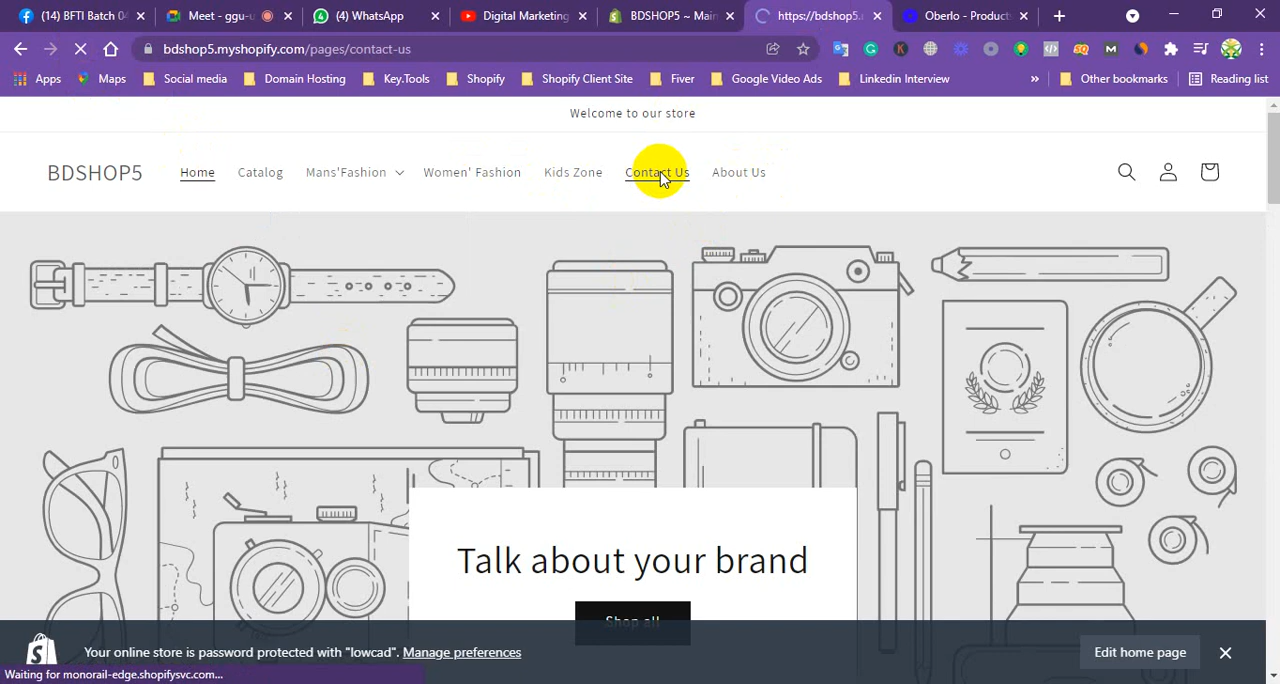 (14) BFTI Batch 04
Meet - ggu-u
(4) WhatsApp
Digital Marketing
BDSHOP5 ~ Main
https://bdshop5.
Oberlo - Product
bdshop5.myshopify.com/pages/contact-us
Apps
Maps
Social media
Domain Hosting
Key.Tools
Shopify
Shopify Client Site
Fiver
Google Video Ads
Linkedin Interview
»
Other bookmarks
Reading list
Welcome to our store
BDSHOP5
Home
Catalog
Mans'Fashion
Women' Fashion
Kids Zone
Contact Us
About Us
Talk about your brand
Shop all
Your online store is password protected with "lowcad". Manage preferences
Edit home page
Waiting for monorail-edge.shopifysvc.com...